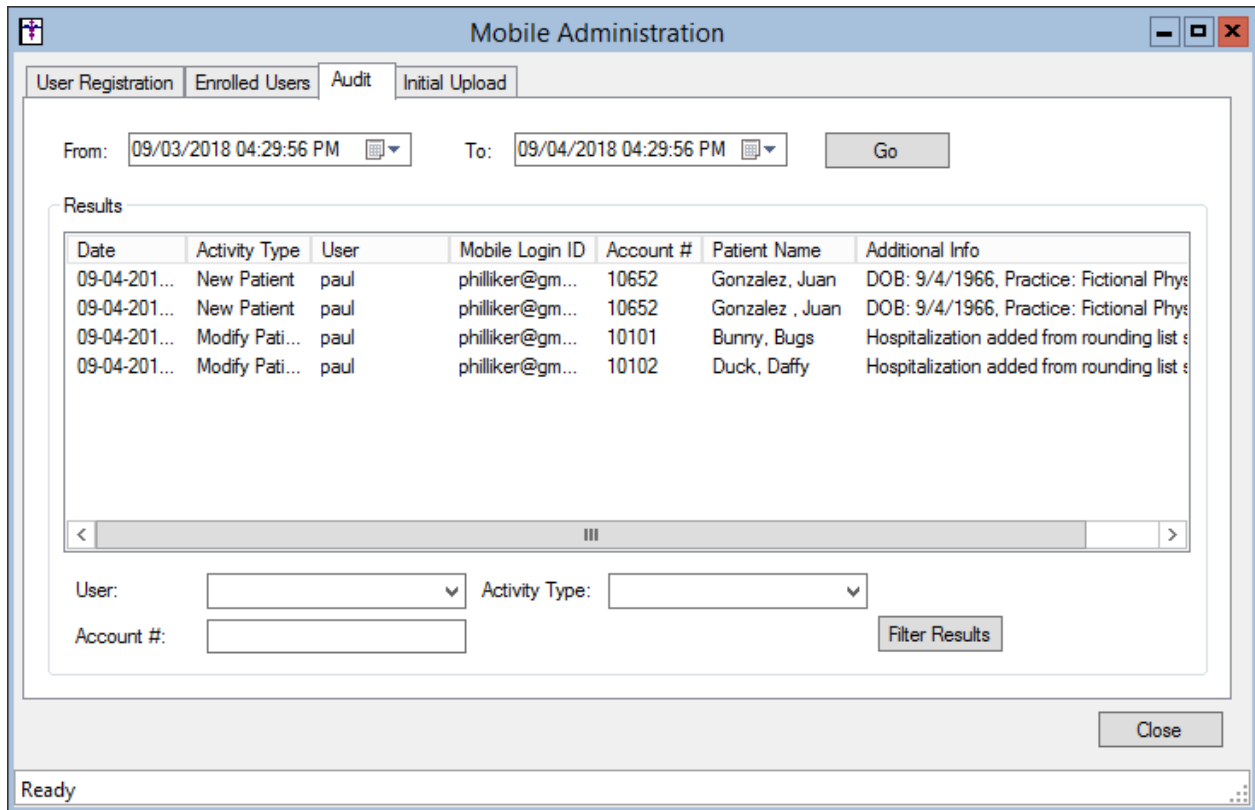 Mobile Administration
User Registration Enrolled Users Audit Initial Upload
From: 09/03/2018 04:29:56 PM To: 09/04/2018 04:29:56 PM Go
Results
Date Activity Type User Mobile Login ID Account # Patient Name Additional Info
09-04-201... New Patient paul philliker@gm... 10652 Gonzalez, Juan DOB: 9/4/1966, Practice: Fictional Phys
09-04-201... New Patient paul philliker@gm... 10652 Gonzalez , Juan DOB: 9/4/1966, Practice: Fictional Phys
09-04-201... Modify Pati... paul philliker@gm... 10101 Bunny, Bugs Hospitalization added from rounding list s
09-04-201... Modify Pati... paul philliker@gm... 10102 Duck, Daffy Hospitalization added from rounding list s
User: Activity Type:
Account #: Filter Results
Close
Ready